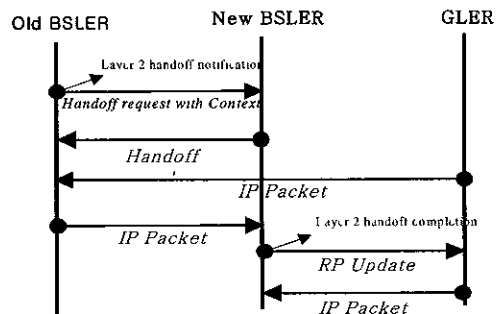 Old BSLER
New BSLER
GLER
Layer 2 handoff notification
Handoff request with Context
Handoff
IP Packet
IP Packet
Layer 2 handoff completion
RP Update
IP Packet